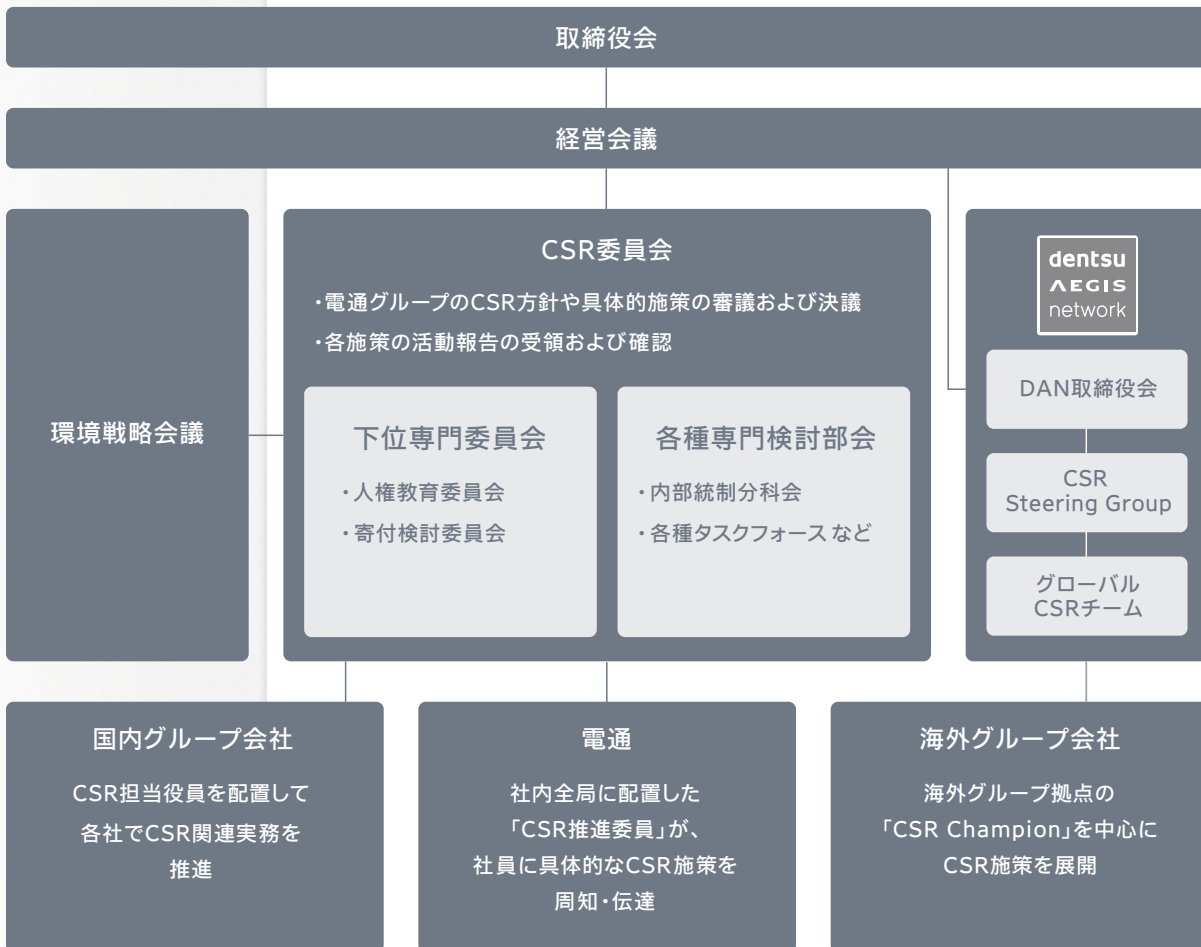 取締役会
経営会議
環境戦略会議
CSR委員会
・電通グループのCSR方針や具体的施策の審議および決議
・各施策の活動報告の受領および確認
下位専門委員会
・人権教育委員会
・寄付検討委員会
各種専門検討部会
・内部統制分科会
・各種タスクフォース など
dentsu
AEGIS
network
DAN取締役会
CSR
Steering Group
グローバル
CSRチーム
国内グループ会社
CSR担当役員を配置して
各社でCSR関連実務を
推進
電通
社内全局に配置した
「CSR推進委員」が、
社員に具体的なCSR施策を
周知・伝達
海外グループ会社
海外グループ拠点の
「CSR Champion」を中心に
CSR施策を展開